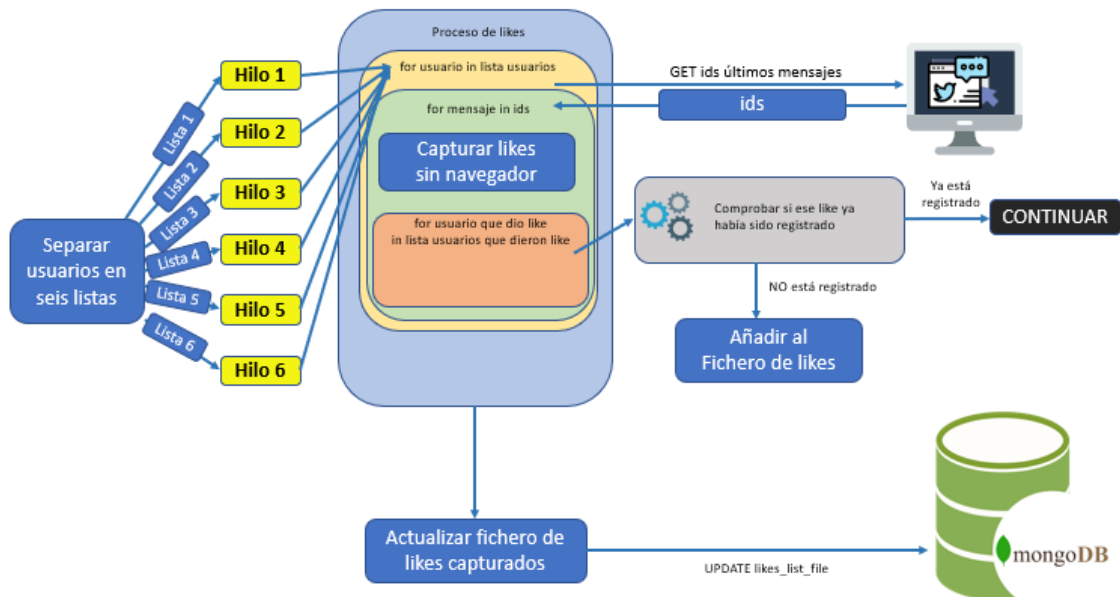 Proceso de likes
for usuario in lista usuarios
for mensaje in ids
Capturar likes
sin navegador
for usuario que dio like
in lista usuarios que dieron like
Separar
usuarios en
seis listas
Lista 1
Lista 2
Lista 3
Lista 4
Lista 5
Lista 6
Hilo 1
Hilo 2
Hilo 3
Hilo 4
Hilo 5
Hilo 6
GET ids últimos mensajes
ids
Comprobar si ese like ya
había sido registrado
Ya está
registrado
CONTINUAR
NO está registrado
Añadir al
Fichero de likes
Actualizar fichero de
likes capturados
UPDATE likes_list_file
mongoDB